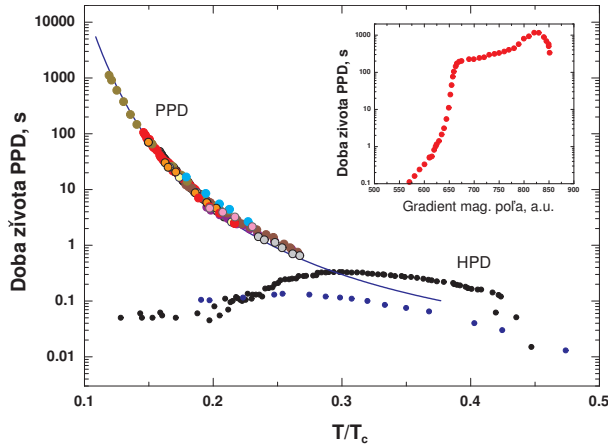 Doba zívota PPD, s
10000
1000
100
10
1
0.1
0.01
0.1
0.2
0.3
0.4
0.5
T/Tc
PPD
HPD
Doba zivota PPD, s
1000
100
10
1
0.1
500 550 600 650 700 750 800 850 900
Gradient mag. poľa, a.u.